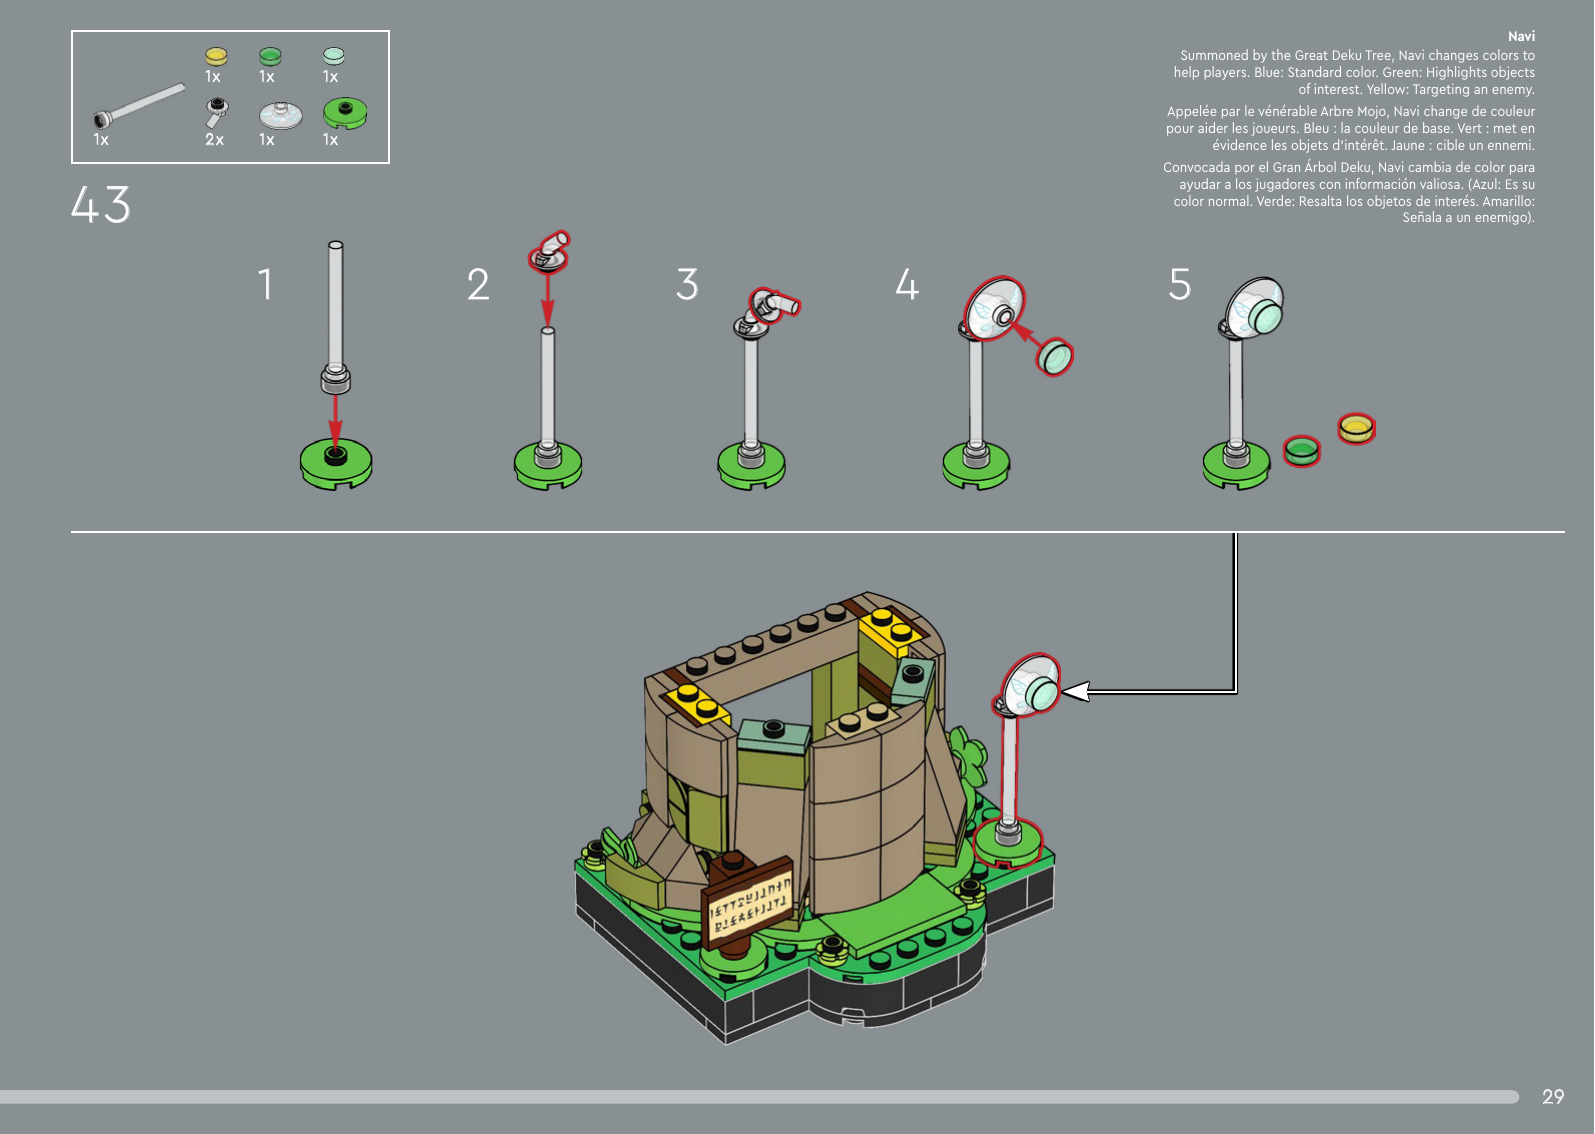 1x
1x
1x
1x
2x
1x
1x
43
Navi
Summoned by the Great Deku Tree, Navi changes colors to
help players. Blue: Standard color. Green: Highlights objects
of interest. Yellow: Targeting an enemy.
Appelée par le vénérable Arbre Mojo, Navi change de couleur
pour aider les joueurs. Bleu : la couleur de base. Vert : met en
évidence les objets d'intérêt. Jaune : cible un ennemi.
Convocada por el Gran Árbol Deku, Navi cambia de color para
ayudar a los jugadores con información valiosa. (Azul: Es su
color normal. Verde: Resalta los objetos de interés. Amarillo:
Señala a un enemigo).
1
2
3
4
5
29